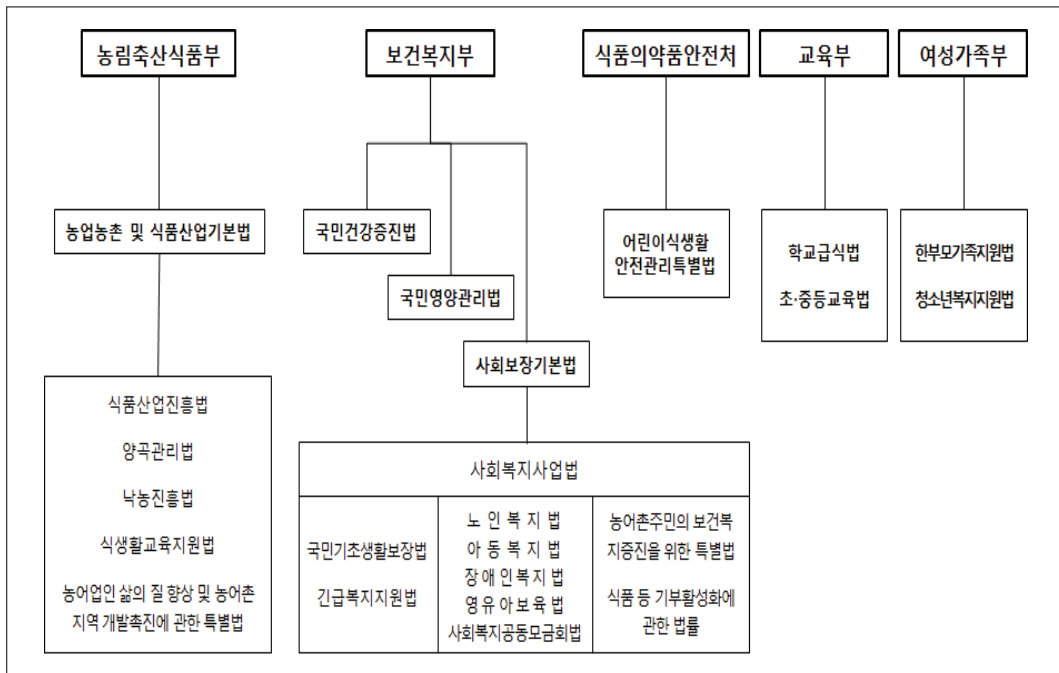 농림축산식품부
보건복지부
식품의약품안전처
교육부
여성가족부
농업농촌 및 식품산업기본법
국민건강증진법
국민영양관리법
사회보장기본법
어린이식생활
안전관리특별법
학교급식법
초·중등교육법
한부모가족지원법
청소년복지지원법
식품산업진흥법
양곡관리법
낙농진흥법
식생활교육지원법
농어업인 삶의 질 향상 및 농어촌
지역 개발촉진에 관한 특별법
사회복지사업법
국민기초생활보장법
긴급복지지원법
노 인 복 지 법
아 동 복 지 법
장애인복지법
영유아보육법
사회복지공동모금회법
농어촌주민의 보건복
지증진을 위한 특별법
식품 등 기부활성화에
관한 법률